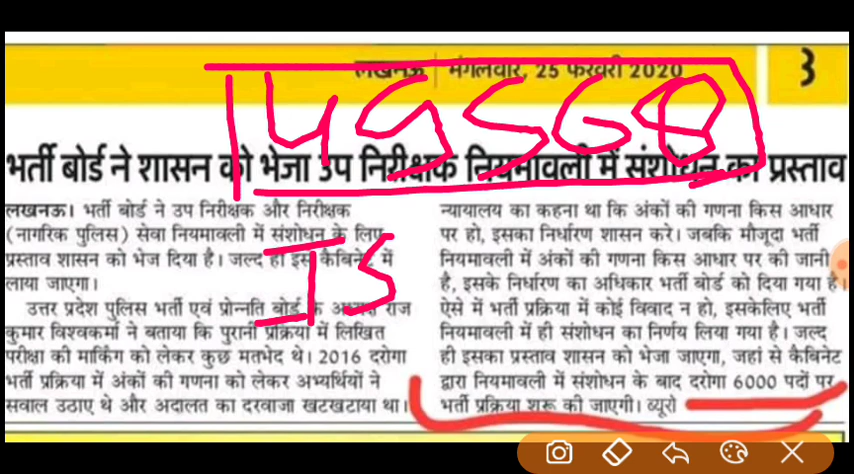 लखनऊ | मंगलवार, 25 फरवरी 2020
3
भर्ती बोर्ड ने शासन को भेजा उप निरीक्षक नियमावली में संशोधन का प्रस्ताव
लखनऊ। भर्ती बोर्ड ने उप निरीक्षक और निरीक्षक
(नागरिक पुलिस) सेवा नियमावली में संशोधन के लिए
प्रस्ताव शासन को भेज दिया है। जल्द ही इसे कैबिनेट में
लाया जाएगा।
उत्तर प्रदेश पुलिस भर्ती एवं प्रोन्नति बोर्ड के अध्यक्ष राज
कुमार विश्वकर्मा ने बताया कि पुरानी प्रक्रिया में लिखित
परीक्षा की मार्किंग को लेकर कुछ मतभेद थे। 2016 दरोगा
भर्ती प्रक्रिया में अंकों की गणना को लेकर अभ्यर्थियों ने
सवाल उठाए थे और अदालत का दरवाजा खटखटाया था।
न्यायालय का कहना था कि अंकों की गणना किस आधार
पर हो, इसका निर्धारण शासन करे। जबकि मौजूदा भर्ती
नियमावली में अंकों की गणना किस आधार पर की जानी
है, इसके निर्धारण का अधिकार भर्ती बोर्ड को दिया गया है।
ऐसे में भर्ती प्रक्रिया में कोई विवाद न हो, इसकेलिए भर्ती
नियमावली में ही संशोधन का निर्णय लिया गया है। जल्द
ही इसका प्रस्ताव शासन को भेजा जाएगा, जहां से कैबिनेट
द्वारा नियमावली में संशोधन के बाद दरोगा 6000 पदों पर
भर्ती प्रक्रिया शुरू की जाएगी। ब्यूरो